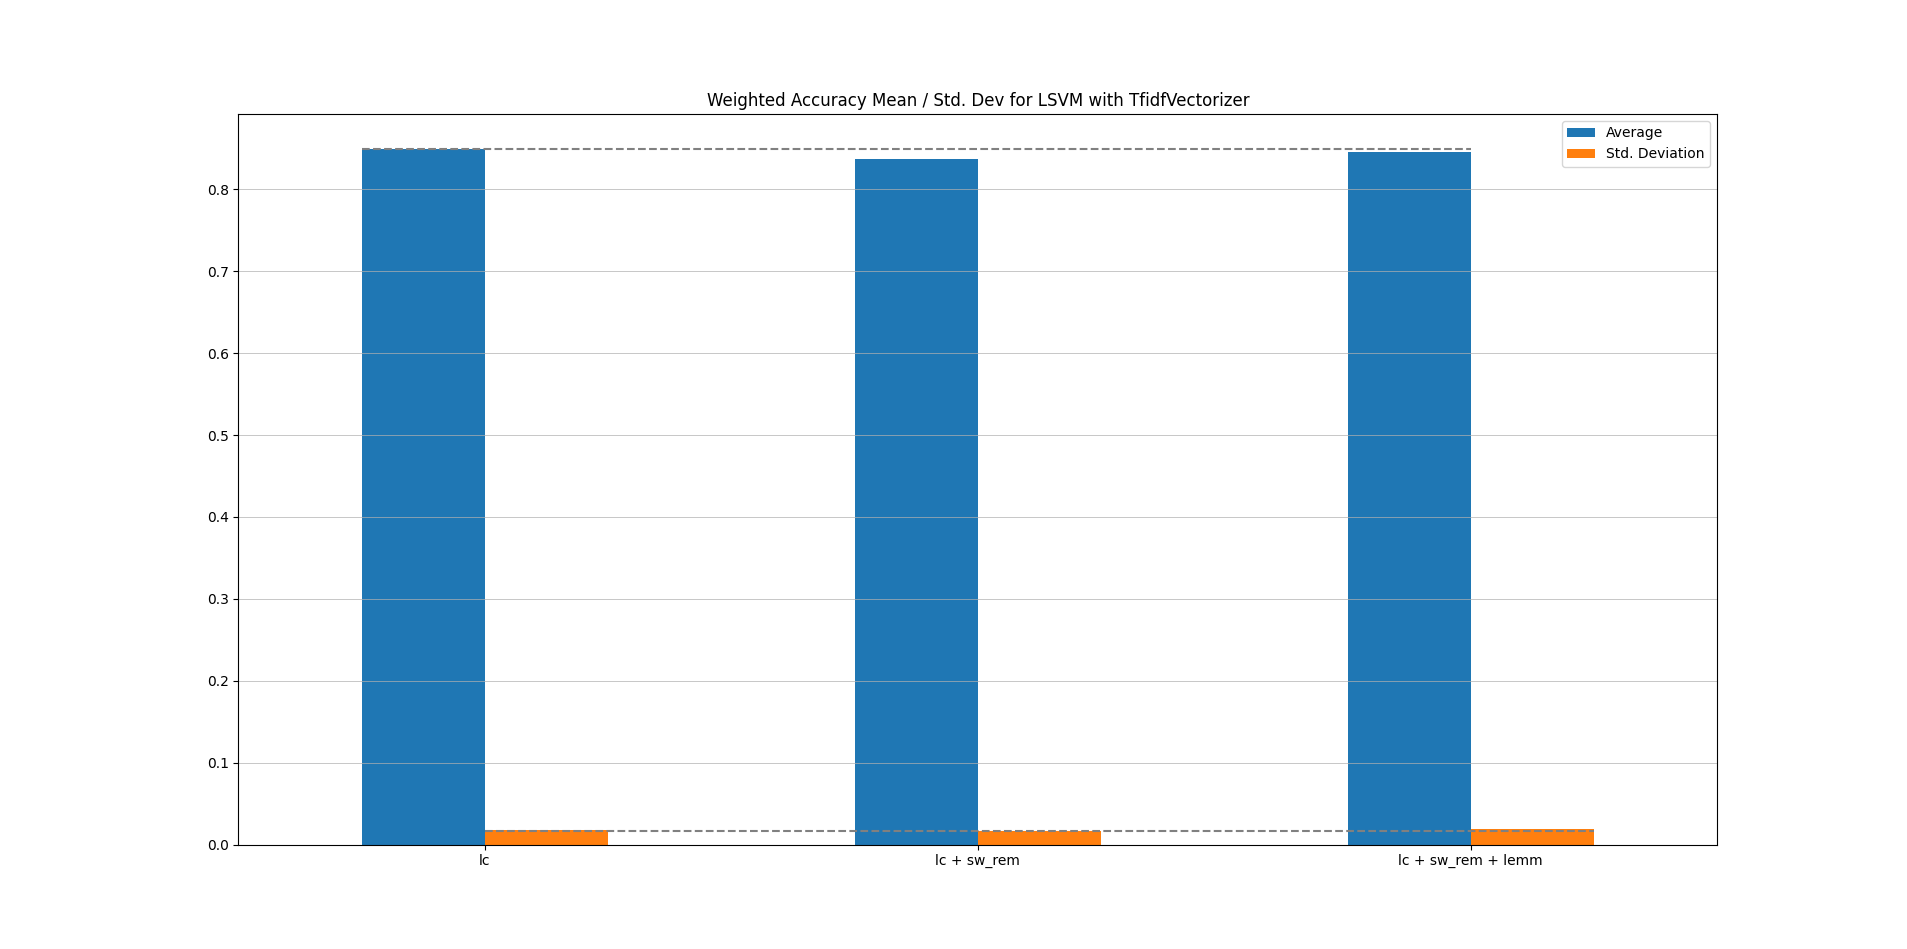 Weighted Accuracy Mean / Std. Dev for LSVM with TfidfVectorizer
Average
Std. Deviation
0.8
0.7
0.6
0.5
0.4
0.3
0.2
0.1
0.0
lc
lc + sw_rem
lc + sw_rem + lemm